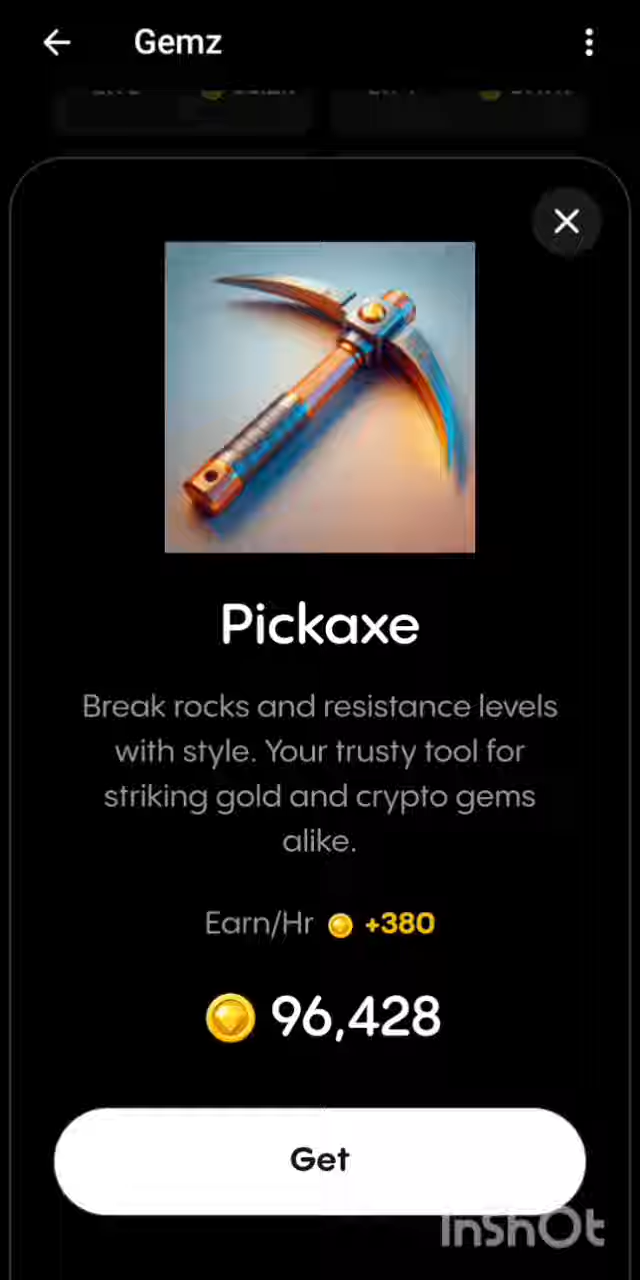 Gemz
Pickaxe
Break rocks and resistance levels
with style. Your trusty tool for
striking gold and crypto gems
alike.
Earn/Hr +380
96,428
Get
InShOt